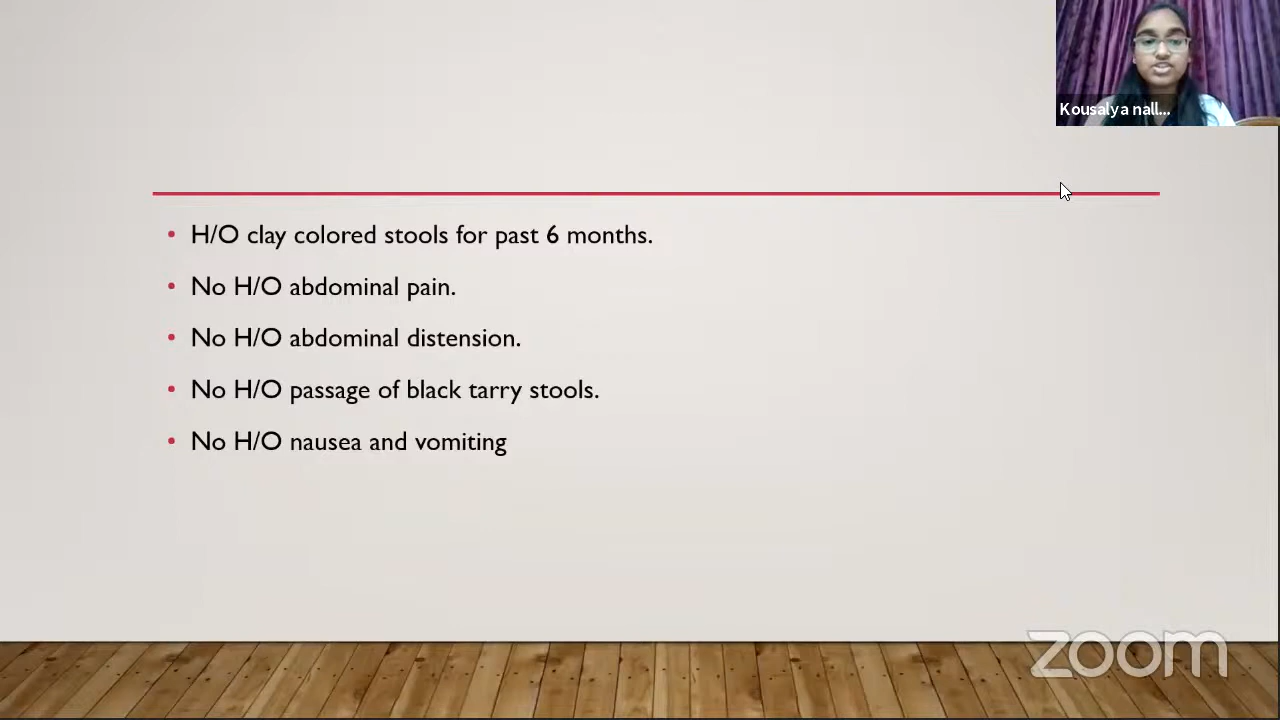 Kousalya nall...
• H/O clay colored stools for past 6 months.
• No H/O abdominal pain.
• No H/O abdominal distension.
• No H/O passage of black tarry stools.
• No H/O nausea and vomiting
zoom